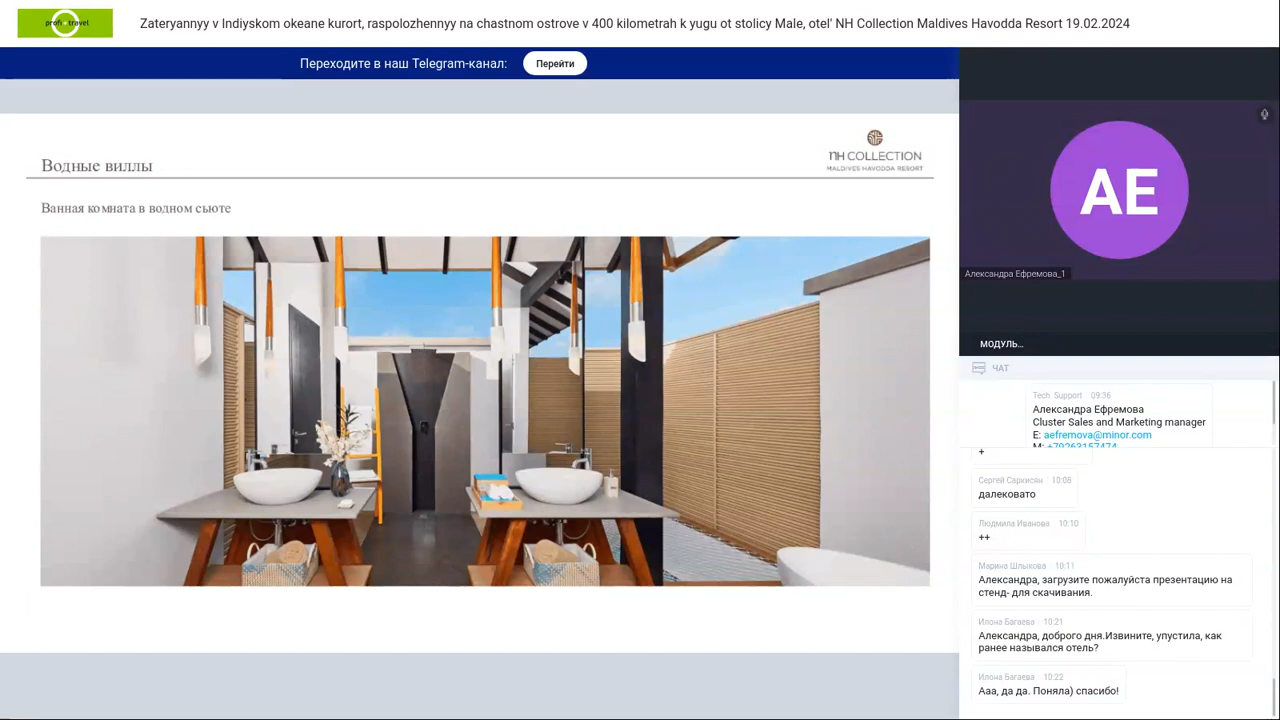 profi travel
Zateryannyy v Indiyskom okeane kurort, raspolozhennyy na ukromnom ostrove v 400 kilometrah k yugu ot stolicy Male, otel' NH Collection Maldives Havodda Resort 19.02.2024
Переходите в наш Telegram-канал:
Перейти
Водные виллы
NH COLLECTION
MALDIVES HAVODDA RESORT
Ванная комната в водном сьюте
AE
Александра Ефремова_1
МОДУЛЬ...
ЧАТ
Tech Support 09:36
Александра Ефремова
Cluster Sales and Marketing manager
E: aefremova@minor.com
M: +79263157474
+
Сергей Саркисян 10:08
далековато
Людмила Иванова 10:10
++
Марина Шлыкова 10:11
Александра, загрузите пожалуйста презентацию на
стенд- для скачивания.
Илона Багаева 10:21
Александра, доброго дня.Извините, упустила, как
ранее назывался отель?
Илона Багаева 10:22
Ааа, да да. Поняла) спасибо!